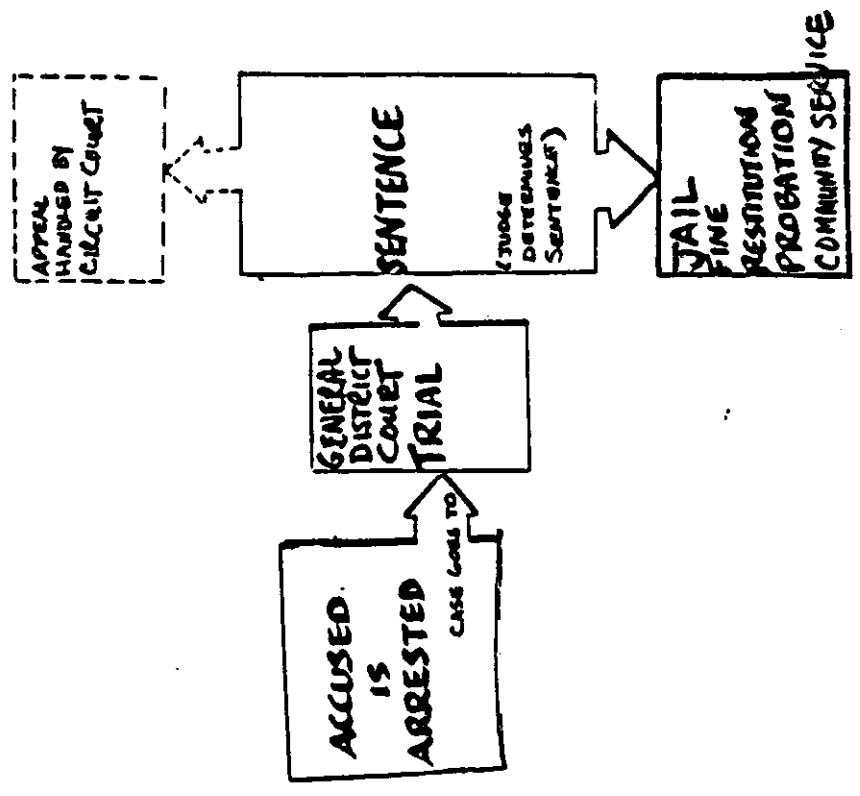 ACCUSED
IS
ARRESTED
CASE GOES TO
GENERAL
DISTRICT
COURT
TRIAL
SENTENCE
(JUDGE
DETERMINES
SENTENCE)
APPEAL
HANDLED BY
CIRCUIT COURT
JAIL
FINE
RESTITUTION
PROBATION
COMMUNITY SERVICE